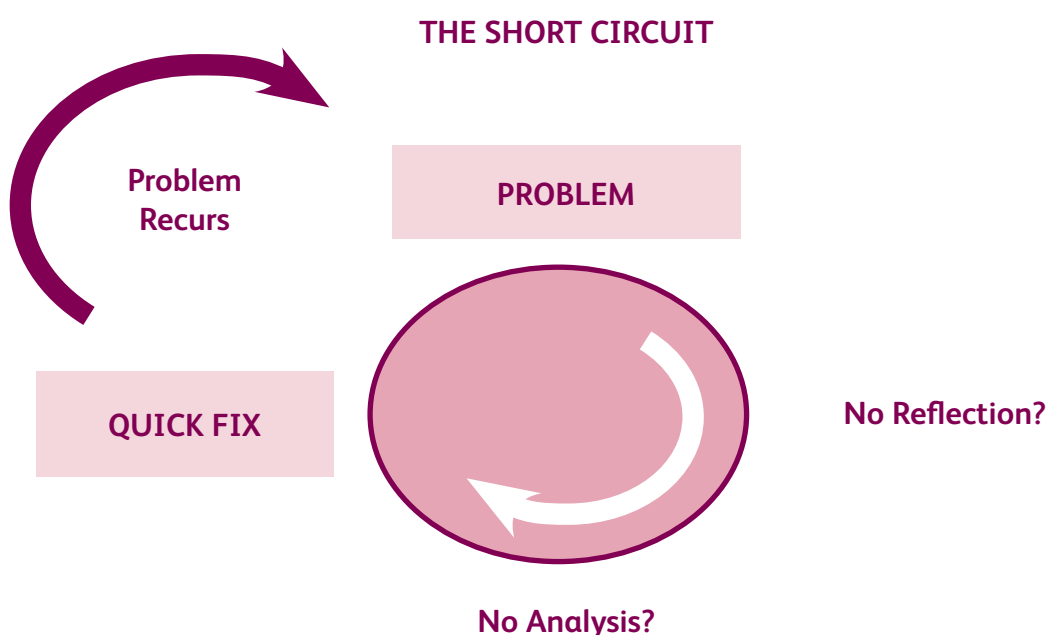 THE SHORT CIRCUIT
Problem
Recurs
PROBLEM
QUICK FIX
No Reflection?
No Analysis?